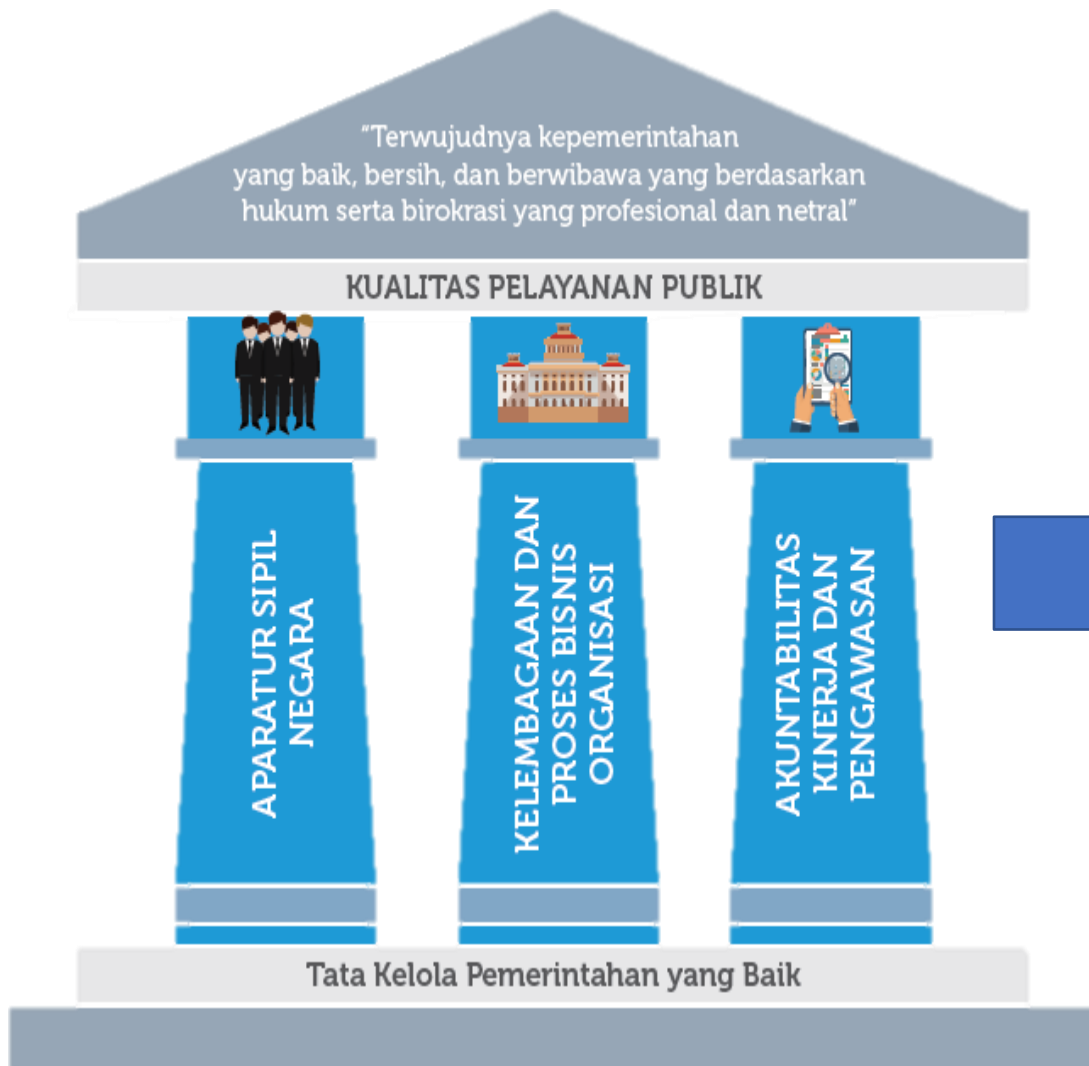 “Terwujudnya kepemerintahan
yang baik, bersih, dan berwibawa yang berdasarkan
hukum serta birokrasi yang profesional dan netral”
KUALITAS PELAYANAN PUBLIK
APARATUR SIPIL
NEGARA
KELEMBAGAAN DAN
PROSES BISNIS
ORGANISASI
AKUNTABILITAS
KINERJA DAN
PENGAWASAN
Tata Kelola Pemerintahan yang Baik